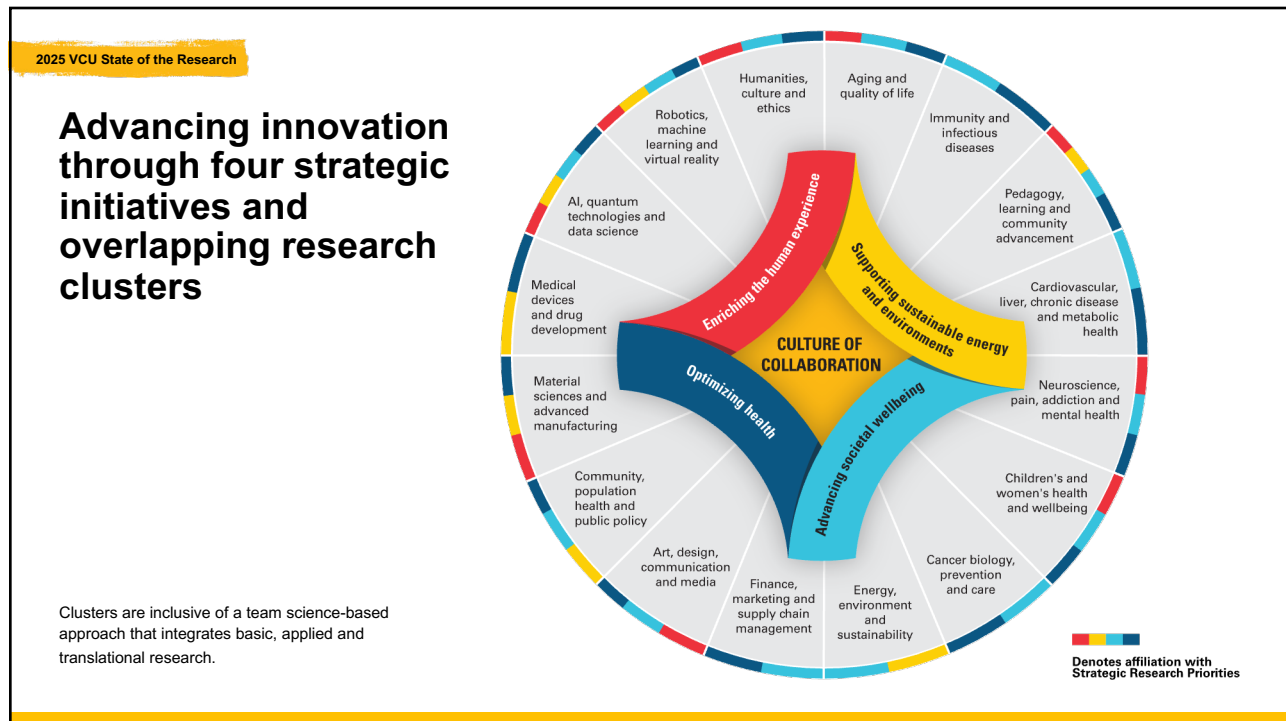 2025 VCU State of the Research
Advancing innovation
through four strategic
initiatives and
overlapping research
clusters
Clusters are inclusive of a team science-based
approach that integrates basic, applied and
translational research.
Humanities,
culture and
ethics
Aging and
quality of life
Immunity and
infectious
diseases
Pedagogy,
learning and
community
advancement
Cardiovascular,
liver, chronic disease
and metabolic
health
Neuroscience,
pain, addiction and
mental health
Children's and
women's health
and wellbeing
Cancer biology,
prevention
and care
Energy,
environment
and
sustainability
Finance,
marketing and
supply chain
management
Art, design,
communication
and media
Community,
population
health and
public policy
Material
sciences and
advanced
manufacturing
Medical
devices
and drug
development
AI, quantum
technologies and
data science
Robotics,
machine
learning and
virtual reality
Enriching the human experience
Supporting sustainable energy
and environments
Advancing societal wellbeing
Optimizing health
CULTURE OF
COLLABORATION
Denotes affiliation with
Strategic Research Priorities